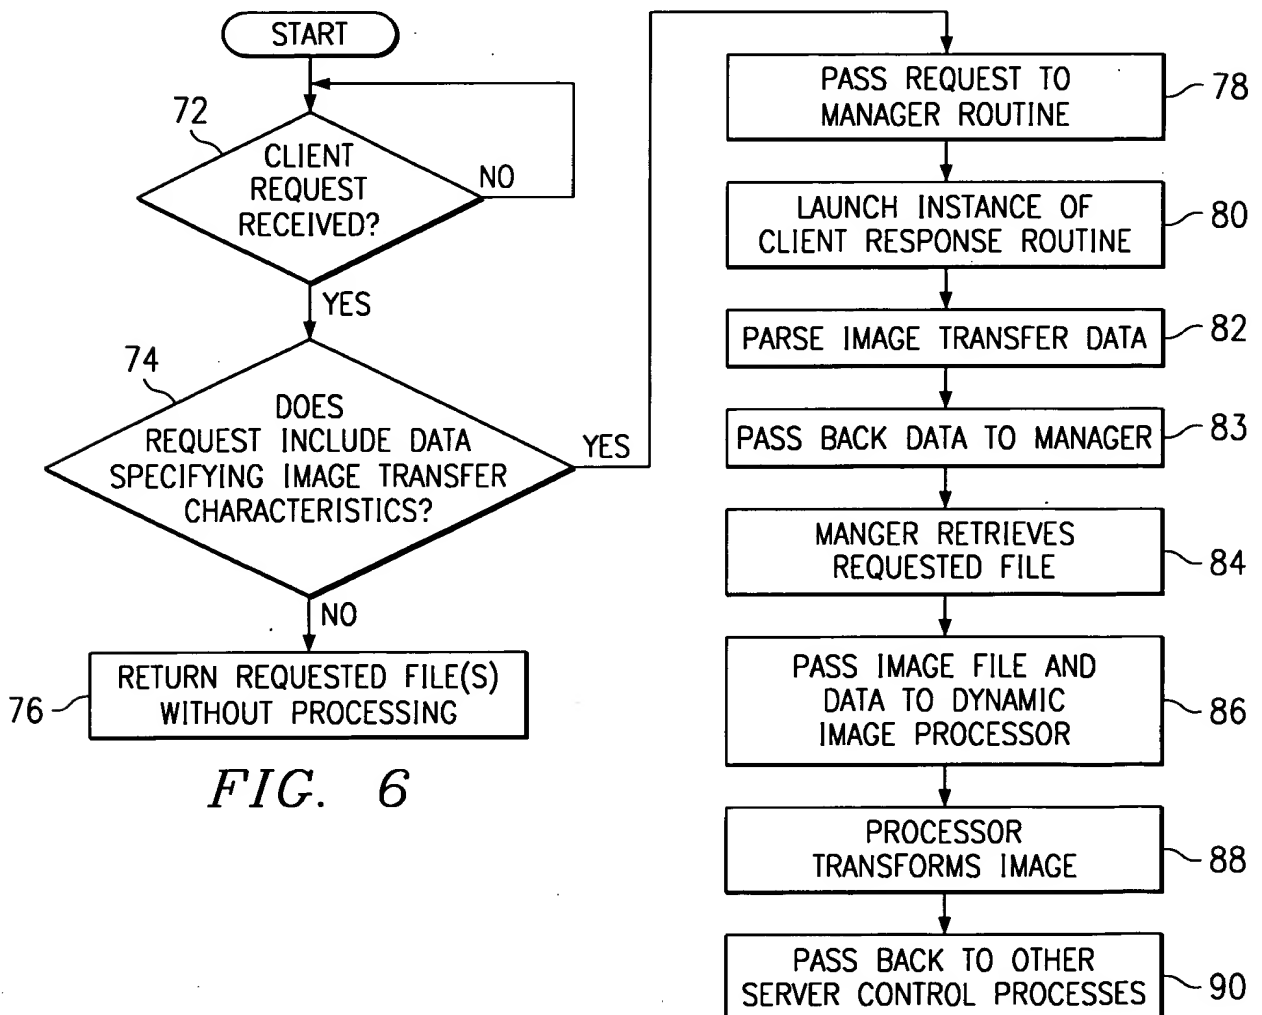 START
72
CLIENT
REQUEST
RECEIVED?
NO
YES
74
DOES
REQUEST INCLUDE DATA
SPECIFYING IMAGE TRANSFER
CHARACTERISTICS?
YES
NO
76
RETURN REQUESTED FILE(S)
WITHOUT PROCESSING
FIG. 6
PASS REQUEST TO
MANAGER ROUTINE
78
LAUNCH INSTANCE OF
CLIENT RESPONSE ROUTINE
80
PARSE IMAGE TRANSFER DATA
82
PASS BACK DATA TO MANAGER
83
MANGER RETRIEVES
REQUESTED FILE
84
PASS IMAGE FILE AND
DATA TO DYNAMIC
IMAGE PROCESSOR
86
PROCESSOR
TRANSFORMS IMAGE
88
PASS BACK TO OTHER
SERVER CONTROL PROCESSES
90